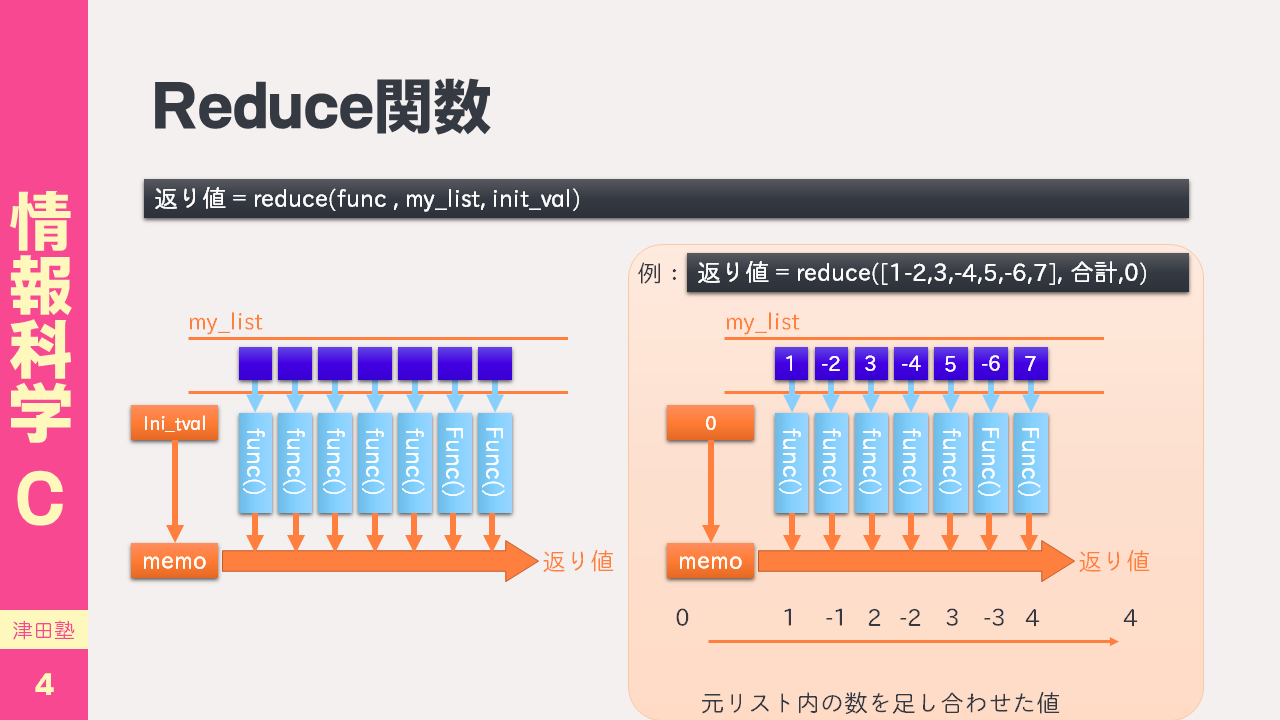 Reduce関数
返り値 = reduce(func , my_list, init_val)
情報科学 C
津田塾
4
my_list
Ini_tval
func()
func()
func()
func()
func()
Func()
Func()
memo
返り値
例：
返り値 = reduce([1-2,3,-4,5,-6,7], 合計,0)
my_list
1 -2 3 -4 5 -6 7
0
func()
func()
func()
func()
func()
Func()
Func()
memo
返り値
0 1 -1 2 -2 3 -3 4 4
元リスト内の数を足し合わせた値